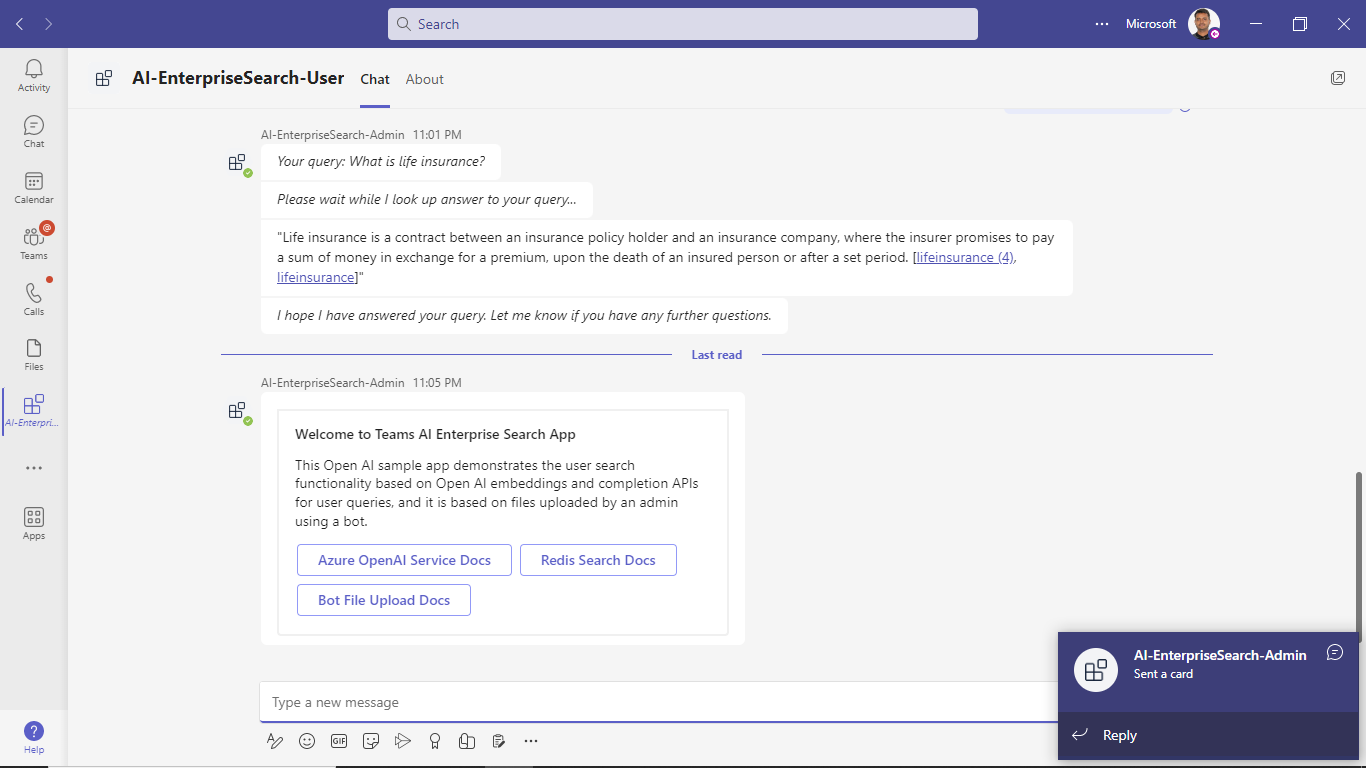 Search
Microsoft
Activity
Chat
Calendar
Teams
Calls
Files
AI-Enterpri...
Apps
Help
AI-EnterpriseSearch-User Chat About
AI-EnterpriseSearch-Admin 11:01 PM
Your query: What is life insurance?
Please wait while I look up answer to your query...
"Life insurance is a contract between an insurance policy holder and an insurance company, where the insurer promises to pay
a sum of money in exchange for a premium, upon the death of an insured person or after a set period. [lifeinsurance (4),
lifeinsurance]"
I hope I have answered your query. Let me know if you have any further questions.
Last read
AI-EnterpriseSearch-Admin 11:05 PM
Welcome to Teams AI Enterprise Search App
This Open AI sample app demonstrates the user search
functionality based on Open AI embeddings and completion APIs
for user queries, and it is based on files uploaded by an admin
using a bot.
Azure OpenAI Service Docs Redis Search Docs
Bot File Upload Docs
Type a new message
GIF
AI-EnterpriseSearch-Admin
Sent a card
Reply